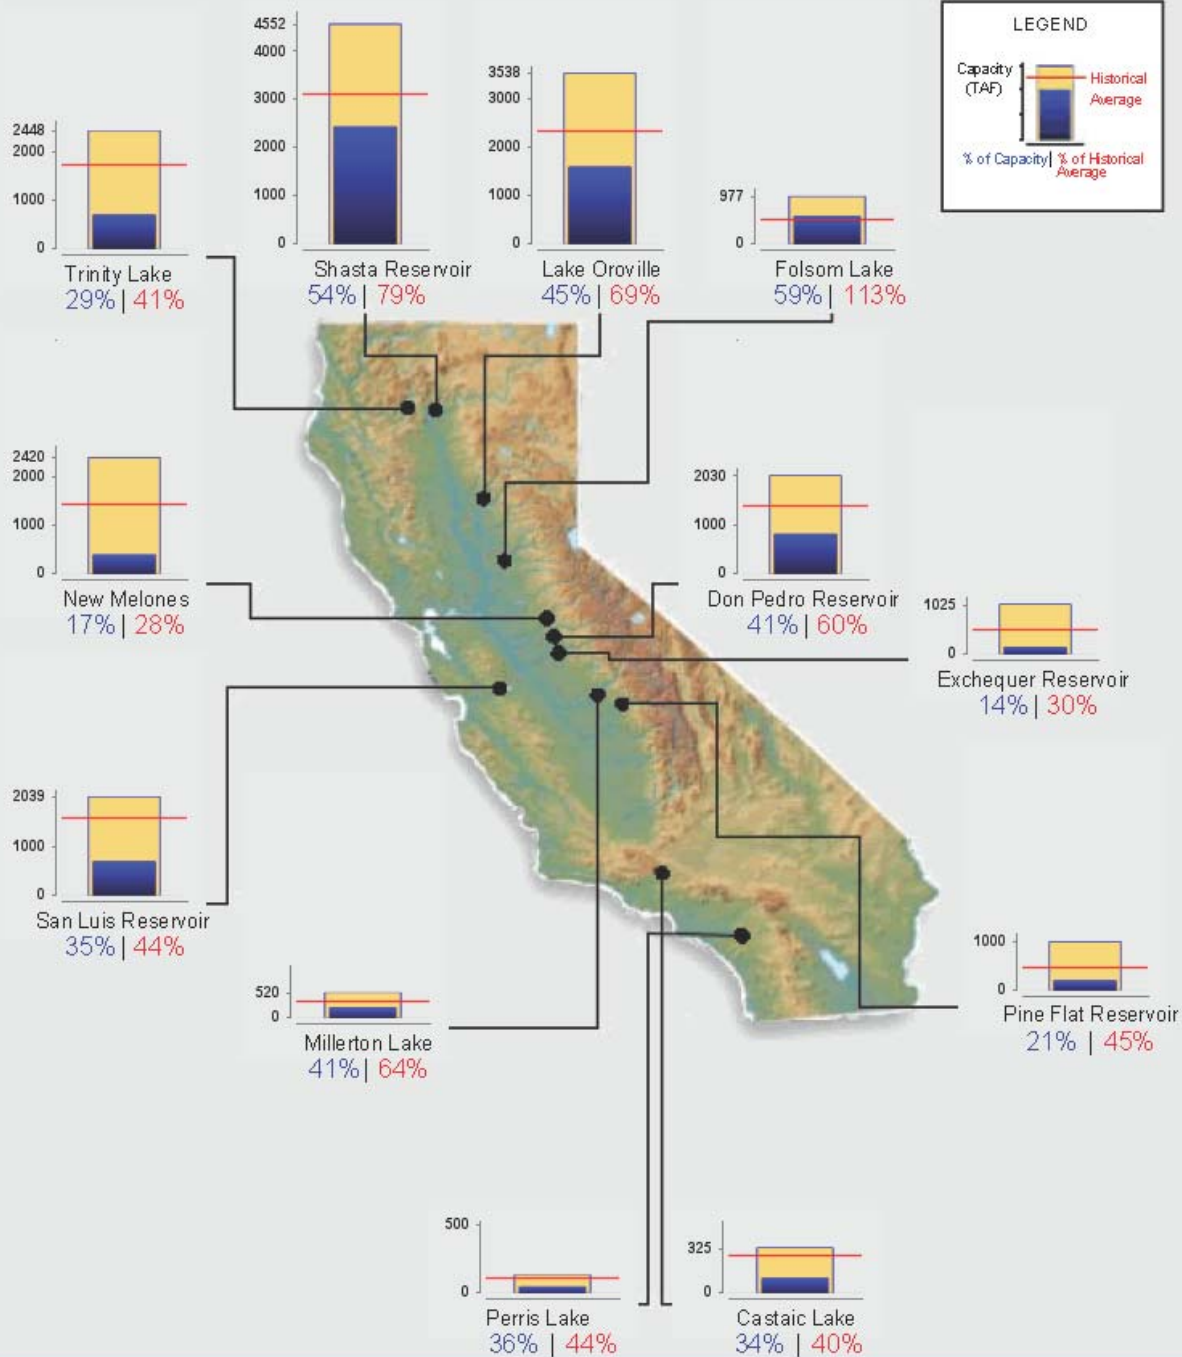 4552
4000
3000
2000
1000
0
Shasta Reservoir
54% | 79%
3538
3000
2000
1000
0
Lake Oroville
45% | 69%
LEGEND
Capacity
(TAF)
Historical
Average
% of Capacity | % of Historical
Average
2448
2000
1000
0
Trinity Lake
29% | 41%
977
0
Folsom Lake
59% | 113%
2420
2000
1000
0
New Melones
17% | 28%
2030
1000
0
Don Pedro Reservoir
41% | 60%
1025
0
Exchequer Reservoir
14% | 30%
2039
1000
0
San Luis Reservoir
35% | 44%
520
0
Millerton Lake
41% | 64%
1000
0
Pine Flat Reservoir
21% | 45%
500
0
Perris Lake
36% | 44%
325
0
Castaic Lake
34% | 40%